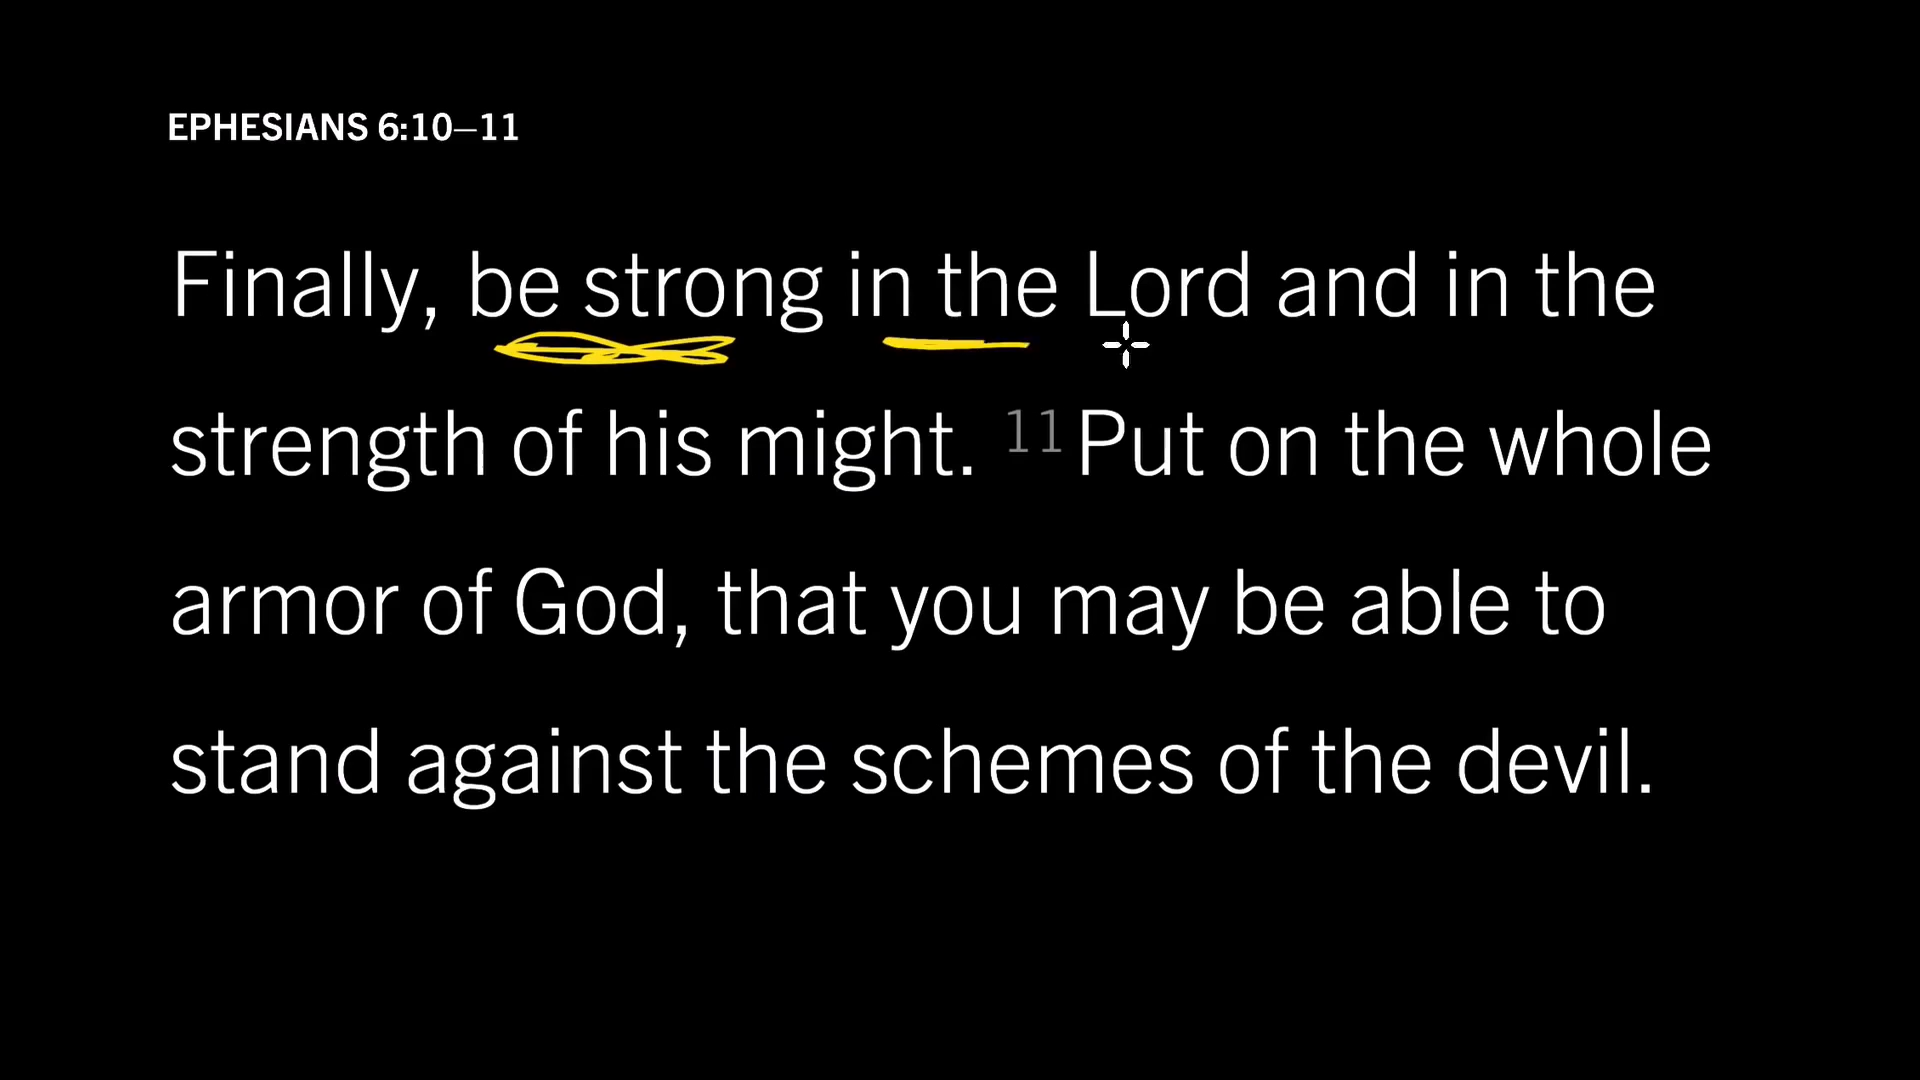 EPHESIANS 6:10–11
Finally, be strong in the Lord and in the
strength of his might. 11 Put on the whole
armor of God, that you may be able to
stand against the schemes of the devil.